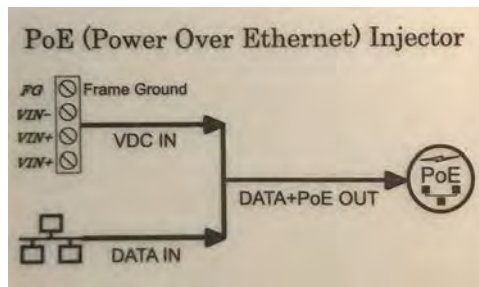 PoE (Power Over Ethernet) Injector
FG Frame Ground
VIN-
VIN+
VIN+
VDC IN
PoE
DATA+PoE OUT
DATA IN